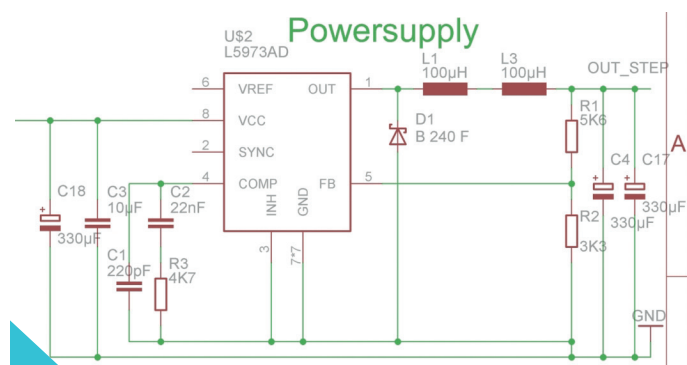 Powersupply
U$2
L5973AD
L1
100µH
L3
100µH
OUT_STEP
6
VREF
OUT
1
8
VCC
2
SYNC
4
COMP
FB
5
INH
GND
3
7*7
D1
B 240 F
R1
5K6
C4
C17
330µF
330µF
R2
3K3
C18
330µF
C3
10µF
C2
22nF
C1
220pF
R3
4K7
GND
A